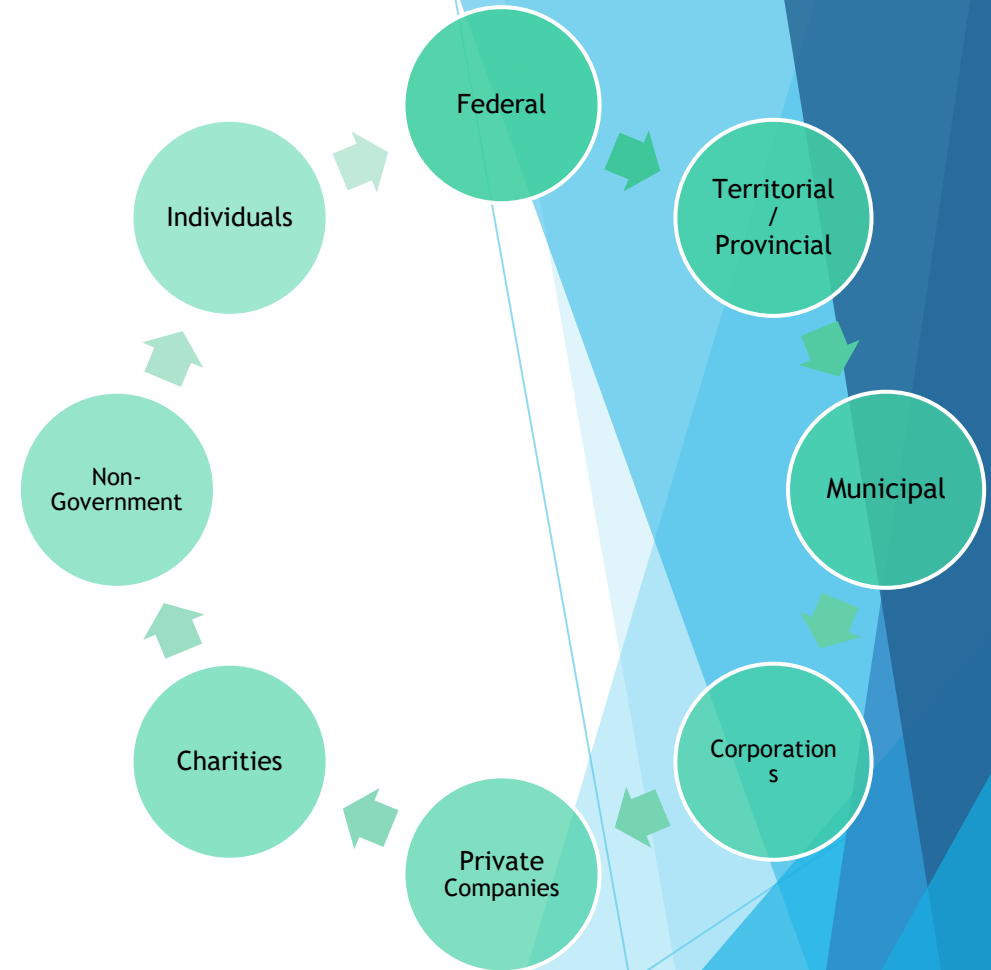 Federal
Territorial
/
Provincial
Municipal
Corporation
s
Private
Companies
Charities
Non-
Government
Individuals